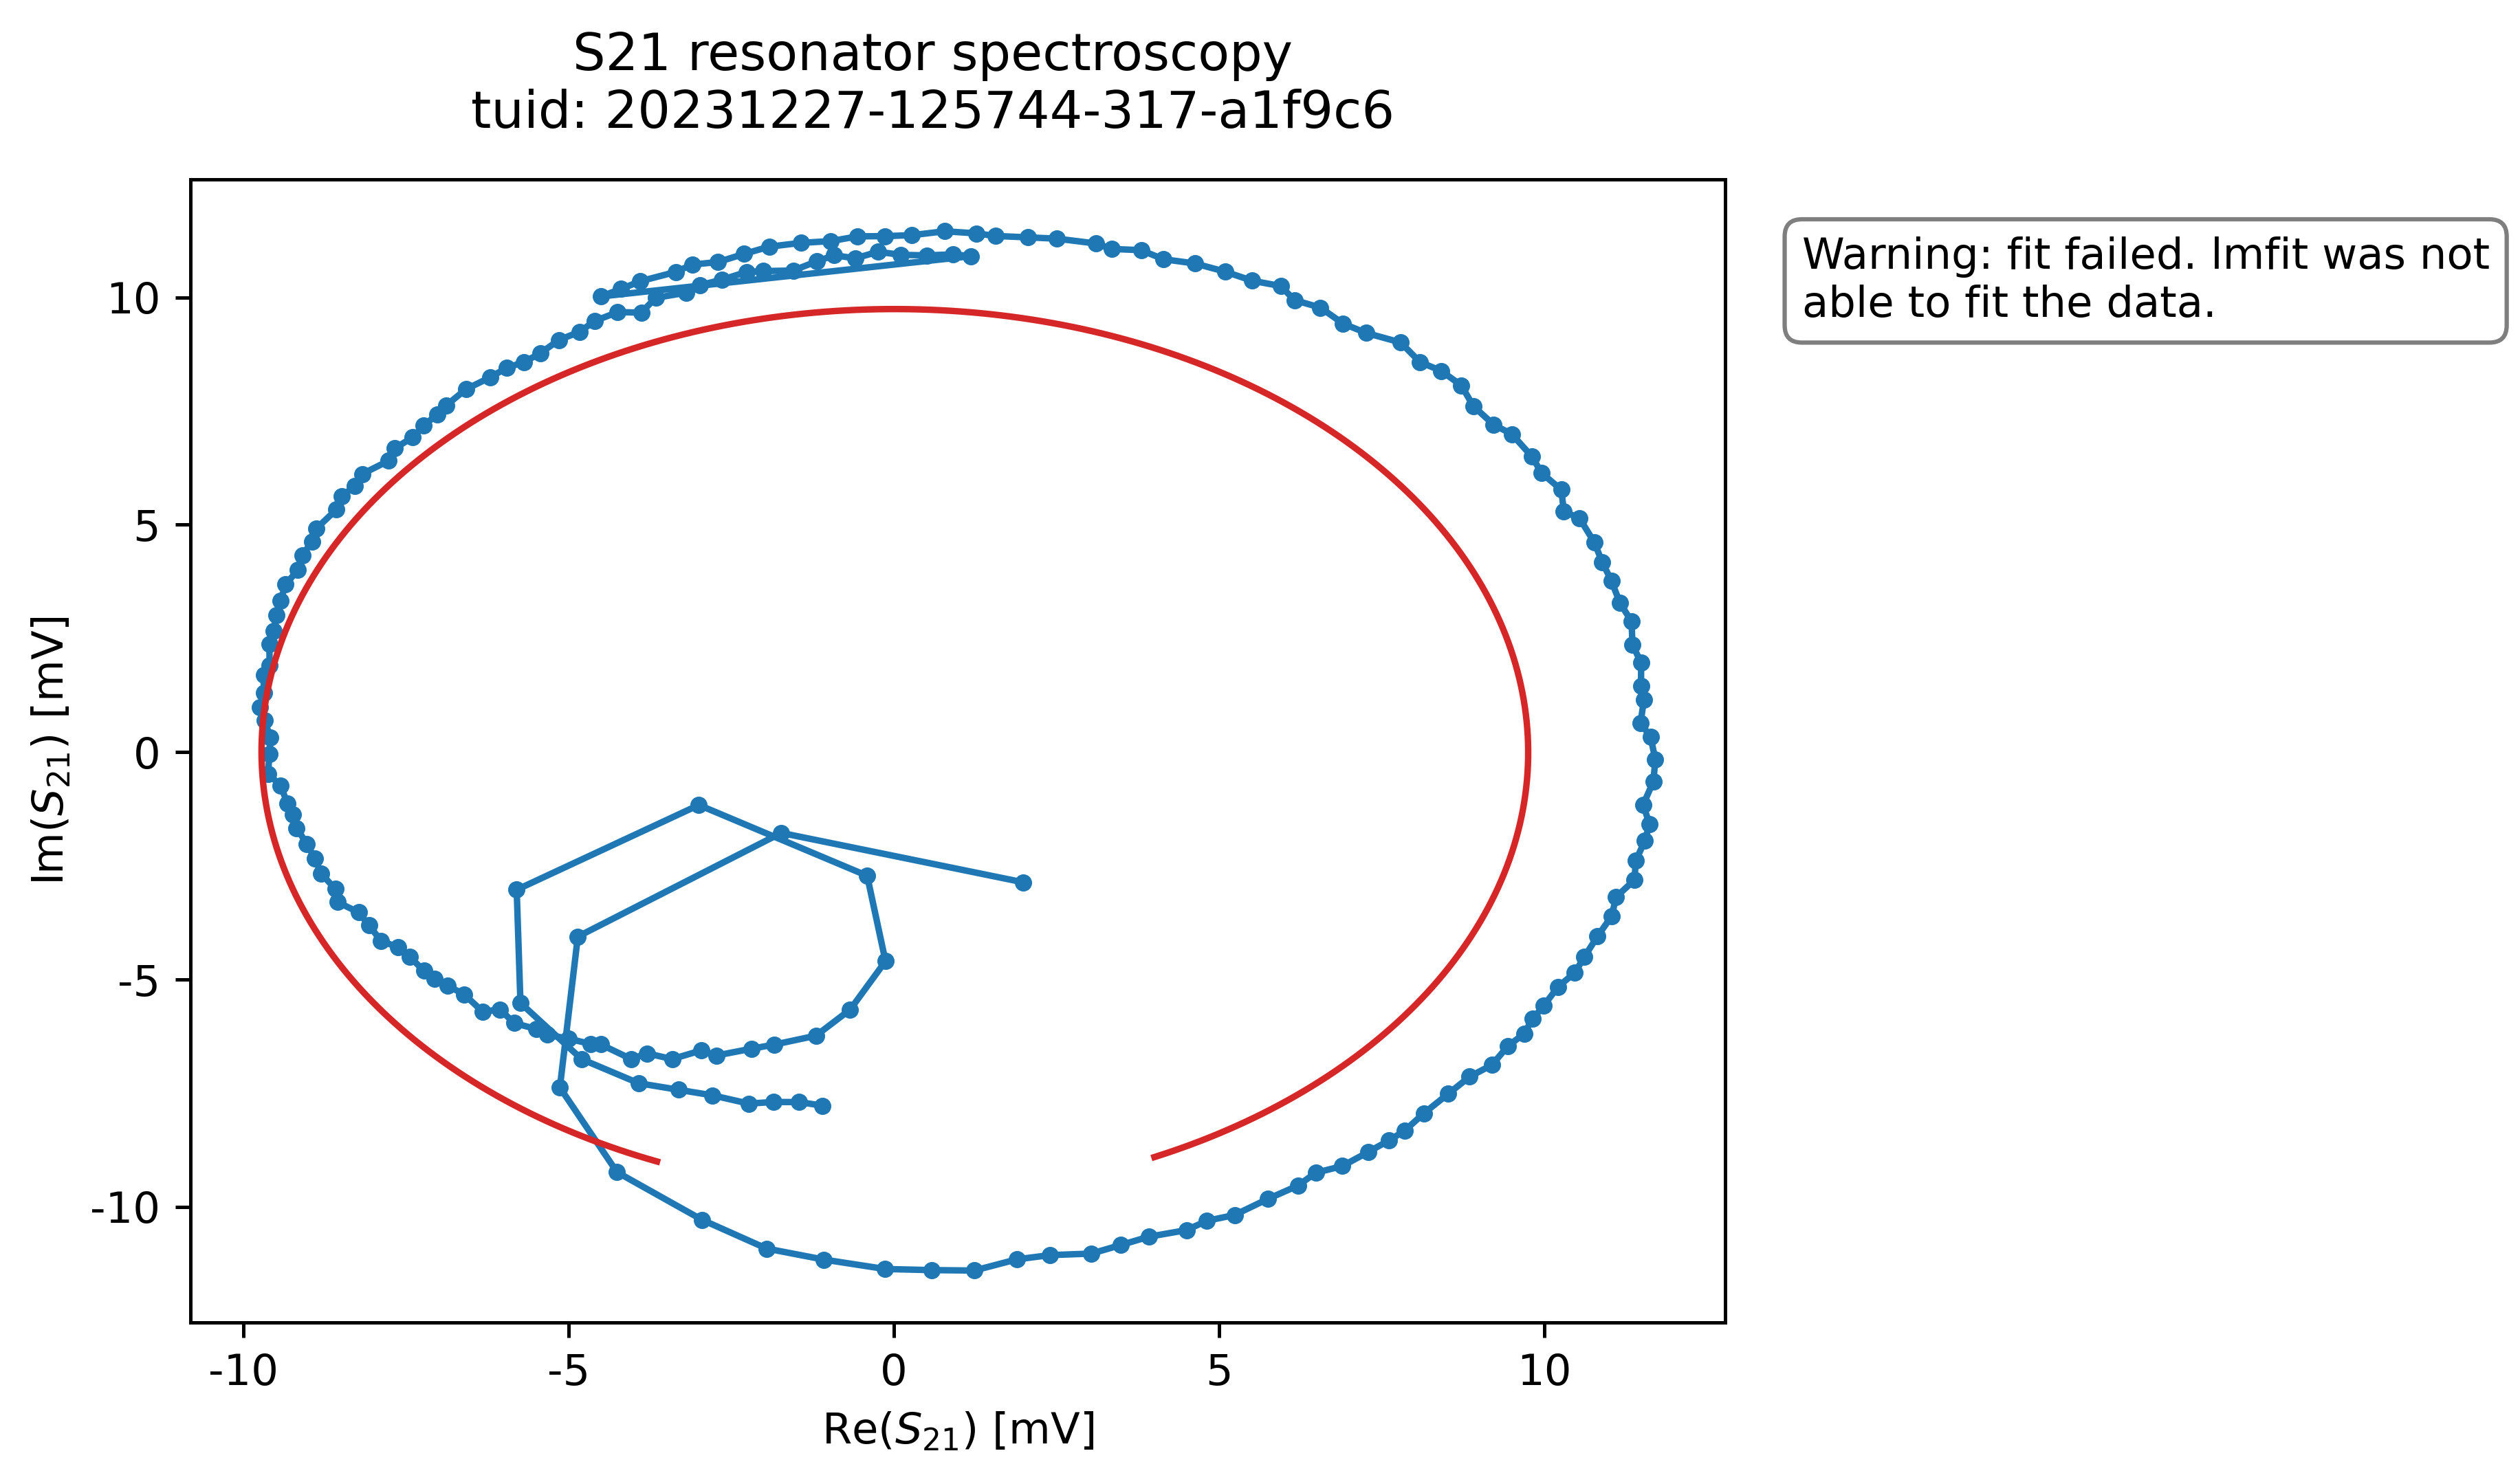 S21 resonator spectroscopy
tuid: 20231227-125744-317-a1f9c6
Warning: fit failed. lmfit was not
able to fit the data.
Im(S21) [mV]
10
5
0
-5
-10
-10
-5
0
5
10
Re(S21) [mV]